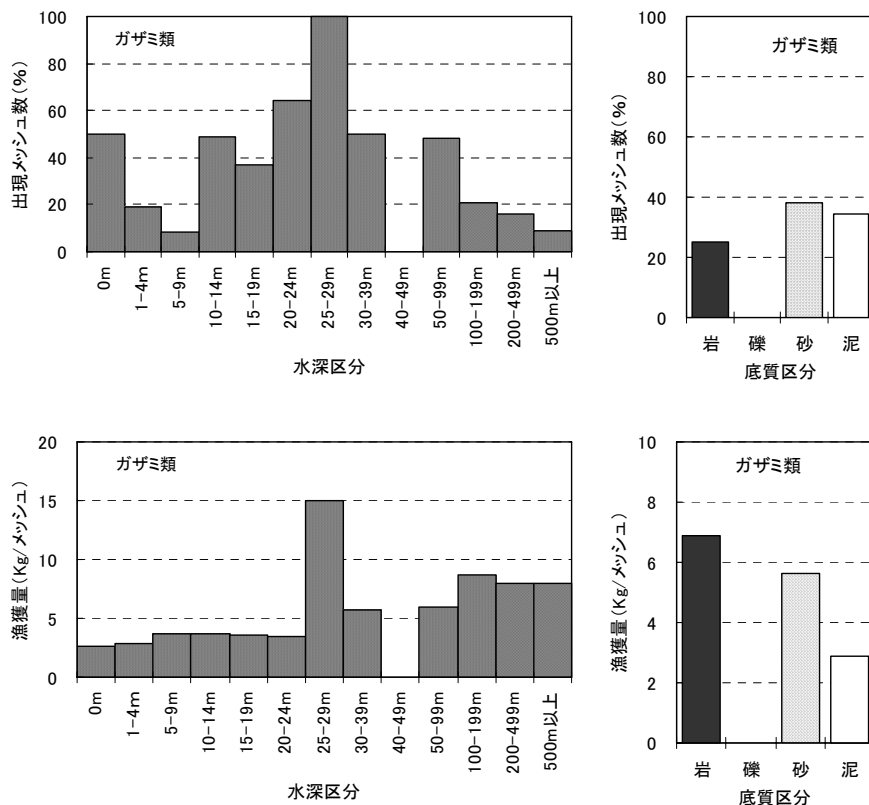 ガザミ類
出現メッシュ数(%)
100
80
60
40
20
0
0m
1-4m
5-9m
10-14m
15-19m
20-24m
25-29m
30-39m
40-49m
50-99m
100-199m
200-499m
500m以上
水深区分
ガザミ類
出現メッシュ数(%)
100
80
60
40
20
0
岩 礫 砂 泥
底質区分
ガザミ類
漁獲量(Kg/メッシュ)
20
15
10
5
0
0m
1-4m
5-9m
10-14m
15-19m
20-24m
25-29m
30-39m
40-49m
50-99m
100-199m
200-499m
500m以上
水深区分
ガザミ類
漁獲量(Kg/メッシュ)
10
8
6
4
2
0
岩 礫 砂 泥
底質区分